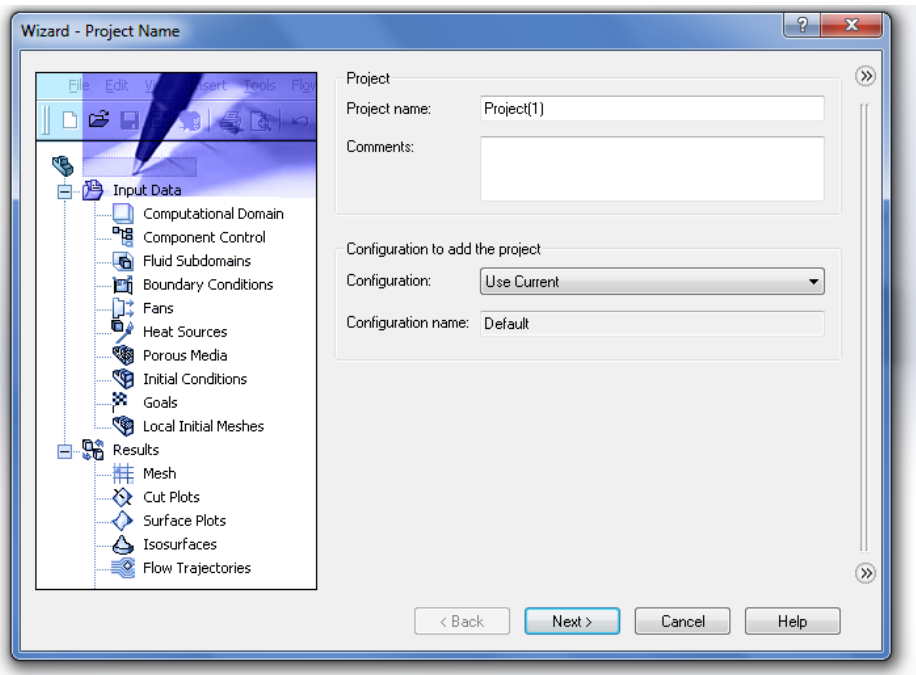 Wizard - Project Name
?
File Edit View Insert Tools Flow
Input Data
Computational Domain
Component Control
Fluid Subdomains
Boundary Conditions
Fans
Heat Sources
Porous Media
Initial Conditions
Goals
Local Initial Meshes
Results
Mesh
Cut Plots
Surface Plots
Isosurfaces
Flow Trajectories
Project
Project name: Project(1)
Comments:
Configuration to add the project
Configuration: Use Current
Configuration name: Default
< Back Next > Cancel Help